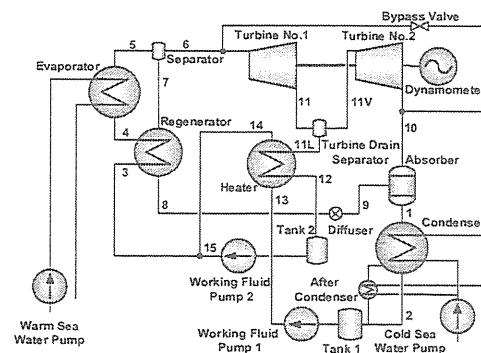 Bypass Valve
5
6
Turbine No.1
Turbine No.2
Separator
Evaporator
7
Dynamomete
11
11V
10
Regenerator
14
4
11L
Turbine Drain
Separator
Absorber
3
Heater
12
13
8
9
1
Condense
Tank 2
Diffuser
15
Working Fluid
Pump 2
After
Condenser
2
Warm Sea
Water Pump
Working Fluid
Pump 1
Tank 1
Cold Sea
Water Pump